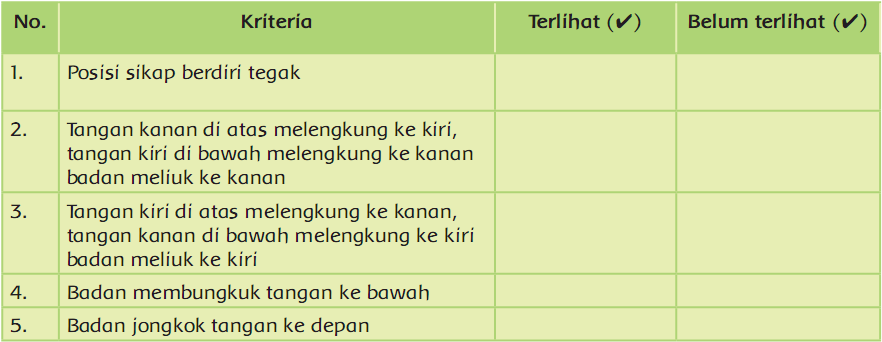 No. Kriteria Terlihat (✔) Belum terlihat (✔)
1. Posisi sikap berdiri tegak
2. Tangan kanan di atas melengkung ke kiri,
tangan kiri di bawah melengkung ke kanan
badan meliuk ke kanan
3. Tangan kiri di atas melengkung ke kanan,
tangan kanan di bawah melengkung ke kiri
badan meliuk ke kiri
4. Badan membungkuk tangan ke bawah
5. Badan jongkok tangan ke depan